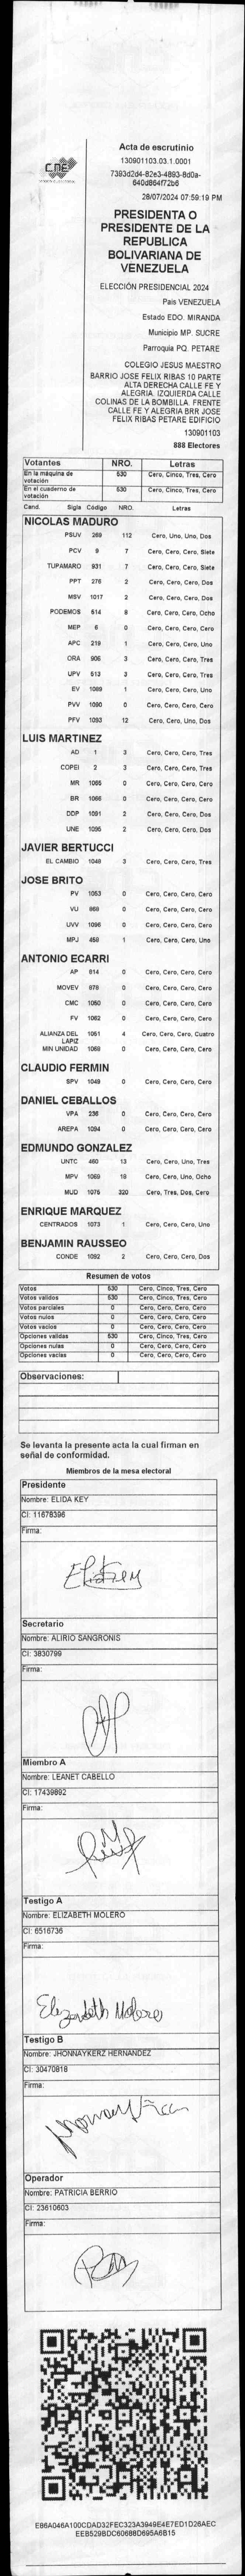 CNE
PODER ELECTORAL
Acta de escrutinio
130901103.03.1.0001
7393d2d4-82e3-4893-8d0a-
640d864f72b6
28/07/2024 07:59:19 PM
PRESIDENTA O
PRESIDENTE DE LA
REPUBLICA
BOLIVARIANA DE
VENEZUELA
ELECCIÓN PRESIDENCIAL 2024
Pais VENEZUELA
Estado EDO. MIRANDA
Municipio MP. SUCRE
Parroquia PQ. PETARE
COLEGIO JESUS MAESTRO
BARRIO JOSE FELIX RIBAS 10 PARTE
ALTA DERECHA CALLE FE Y
ALEGRIA. IZQUIERDA CALLE
COLINAS DE LA BOMBILLA. FRENTE
CALLE FE Y ALEGRIA BRR JOSE
FELIX RIBAS PETARE EDIFICIO
130901103
888 Electores
Votantes NRO. Letras
En la máquina de votación 530 Cero, Cinco, Tres, Cero
En el cuaderno de votación 530 Cero, Cinco, Tres, Cero
Cand. Sigla Código NRO. Letras
NICOLAS MADURO
PSUV 269 112 Cero, Uno, Uno, Dos
PCV 9 7 Cero, Cero, Cero, Siete
TUPAMARO 931 7 Cero, Cero, Cero, Siete
PPT 276 2 Cero, Cero, Cero, Dos
MSV 1017 2 Cero, Cero, Cero, Dos
PODEMOS 514 8 Cero, Cero, Cero, Ocho
MEP 6 0 Cero, Cero, Cero, Cero
APC 219 1 Cero, Cero, Cero, Uno
ORA 906 3 Cero, Cero, Cero, Tres
UPV 513 3 Cero, Cero, Cero, Tres
EV 1089 1 Cero, Cero, Cero, Uno
PVV 1090 0 Cero, Cero, Cero, Cero
PFV 1093 12 Cero, Cero, Uno, Dos
LUIS MARTINEZ
AD 1 3 Cero, Cero, Cero, Tres
COPEI 2 3 Cero, Cero, Cero, Tres
MR 1065 0 Cero, Cero, Cero, Cero
BR 1066 0 Cero, Cero, Cero, Cero
DDP 1091 2 Cero, Cero, Cero, Dos
UNE 1095 2 Cero, Cero, Cero, Dos
JAVIER BERTUCCI
EL CAMBIO 1048 3 Cero, Cero, Cero, Tres
JOSE BRITO
PV 1053 0 Cero, Cero, Cero, Cero
VU 969 0 Cero, Cero, Cero, Cero
UVV 1096 0 Cero, Cero, Cero, Cero
MPJ 458 1 Cero, Cero, Cero, Uno
ANTONIO ECARRI
AP 614 0 Cero, Cero, Cero, Cero
MOVEV 978 0 Cero, Cero, Cero, Cero
CMC 1050 0 Cero, Cero, Cero, Cero
FV 1062 0 Cero, Cero, Cero, Cero
ALIANZA DEL LAPIZ 1051 4 Cero, Cero, Cero, Cuatro
MIN UNIDAD 1068 0 Cero, Cero, Cero, Cero
CLAUDIO FERMIN
SPV 1049 0 Cero, Cero, Cero, Cero
DANIEL CEBALLOS
VPA 236 0 Cero, Cero, Cero, Cero
AREPA 1094 0 Cero, Cero, Cero, Cero
EDMUNDO GONZALEZ
UNTC 460 13 Cero, Cero, Uno, Tres
MPV 1069 18 Cero, Cero, Uno, Ocho
MUD 1075 320 Cero, Tres, Dos, Cero
ENRIQUE MARQUEZ
CENTRADOS 1073 1 Cero, Cero, Cero, Uno
BENJAMIN RAUSSEO
CONDE 1092 2 Cero, Cero, Cero, Dos
Resumen de votos
Votos 530 Cero, Cinco, Tres, Cero
Votos validos 530 Cero, Cinco, Tres, Cero
Votos parciales 0 Cero, Cero, Cero, Cero
Votos nulos 0 Cero, Cero, Cero, Cero
Votos vacios 0 Cero, Cero, Cero, Cero
Opciones validas 530 Cero, Cinco, Tres, Cero
Opciones nulas 0 Cero, Cero, Cero, Cero
Opciones vacias 0 Cero, Cero, Cero, Cero
Observaciones:
Se levanta la presente acta la cual firman en
señal de conformidad.
Miembros de la mesa electoral
Presidente
Nombre: ELIDA KEY
CI: 11678396
Firma:
Secretario
Nombre: ALIRIO SANGRONIS
CI: 3830799
Firma:
Miembro A
Nombre: LEANET CABELLO
CI: 17439892
Firma:
Testigo A
Nombre: ELIZABETH MOLERO
CI: 6516736
Firma:
Elizabeth Molero
Testigo B
Nombre: JHONNAYKERZ HERNANDEZ
CI: 30470818
Firma:
Operador
Nombre: PATRICIA BERRIO
CI: 23610603
Firma:
E86A046A100CDAD32FEC323A3949E4E7ED1D26AEC
EEB529BDC60688D695A6B15